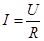 I = U/R